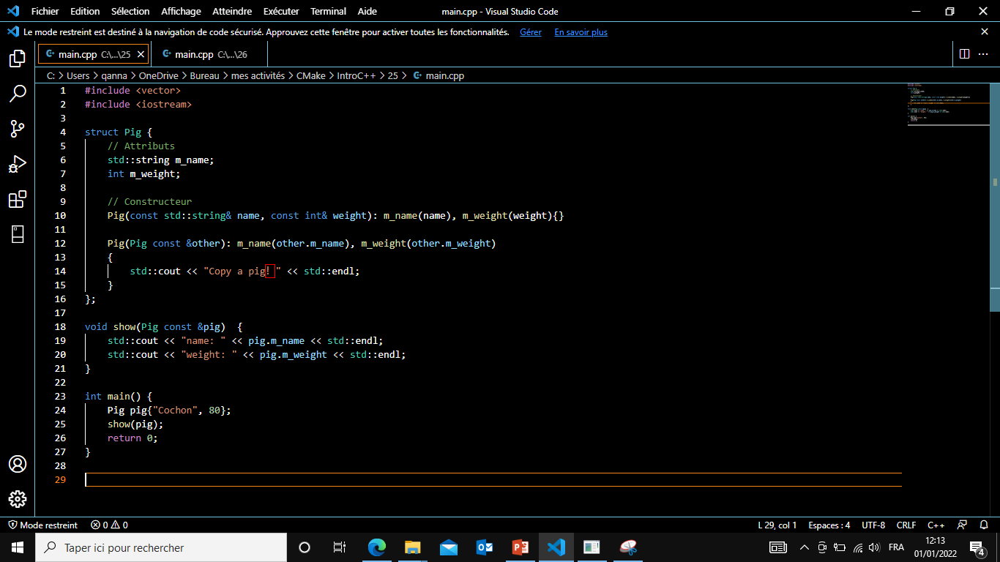 Fichier Edition Sélection Affichage Atteindre Exécuter Terminal Aide main.cpp - Visual Studio Code
Le mode restreint est destiné à la navigation de code sécurisé. Approuvez cette fenêtre pour activer toutes les fonctionnalités. Gérer En savoir plus
main.cpp C:\...\25 main.cpp C:\...\26
C: > Users > qanna > OneDrive > Bureau > mes activités > CMake > IntroC++ > 25 > main.cpp
1 #include <vector>
2 #include <iostream>
3
4 struct Pig {
5 // Attributs
6 std::string m_name;
7 int m_weight;
8
9 // Constructeur
10 Pig(const std::string& name, const int& weight): m_name(name), m_weight(weight){}
11
12 Pig(Pig const &other): m_name(other.m_name), m_weight(other.m_weight)
13 {
14 std::cout << "Copy a pig! " << std::endl;
15 }
16 };
17
18 void show(Pig const &pig)  {
19 std::cout << "name: " << pig.m_name << std::endl;
20 std::cout << "weight: " << pig.m_weight << std::endl;
21 }
22
23 int main() {
24 Pig pig{"Cochon", 80};
25 show(pig);
26 return 0;
27 }
28
29
Mode restreint 0 0 L 29, col 1 Espaces : 4 UTF-8 CRLF C++
Taper ici pour rechercher FRA 12:13
01/01/2022 4